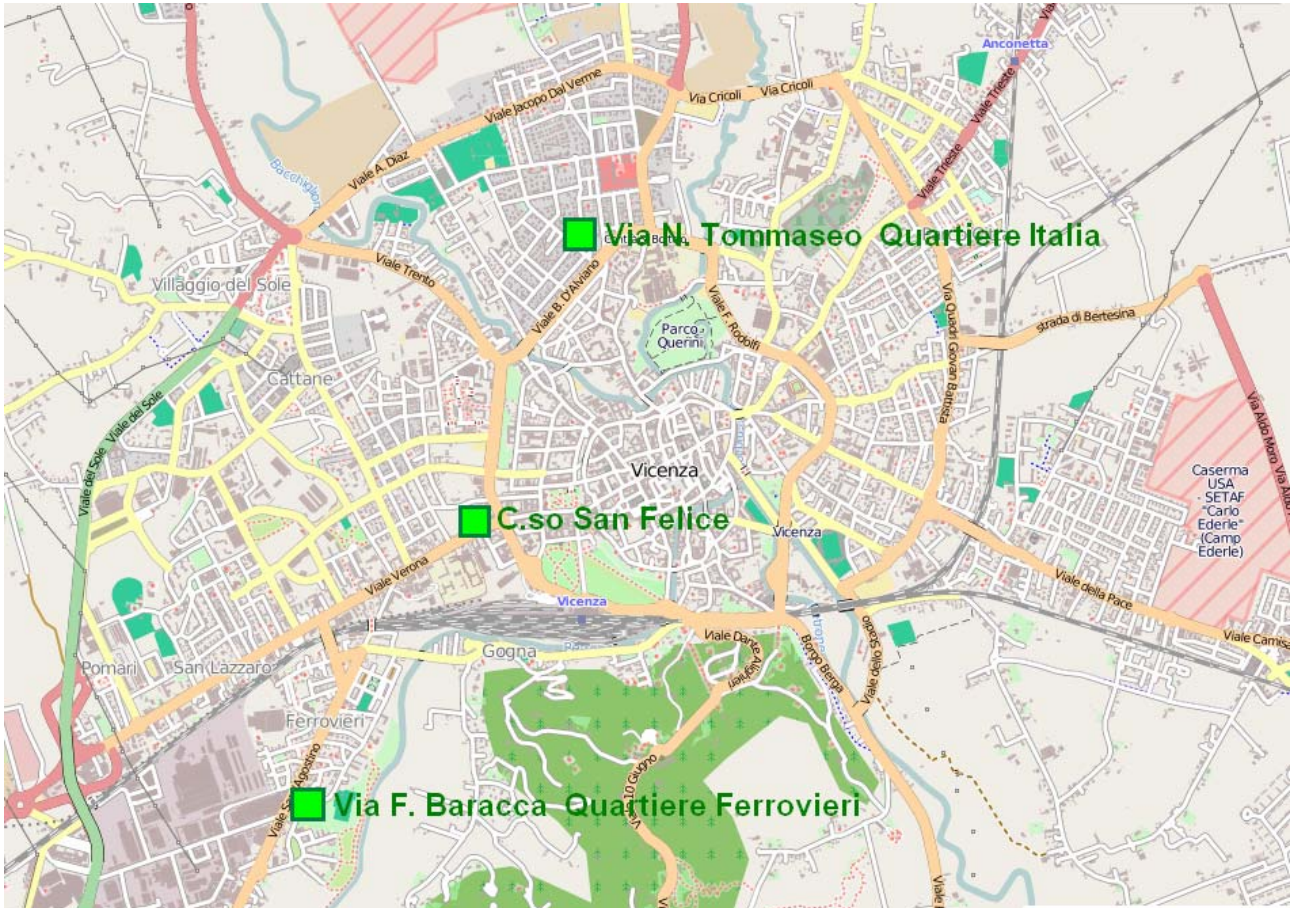 Anconetta
Viale Jacopo Dal Verme
Via Cricoli
Via Cricoli
Viale Trieste
Viale Trieste
Viale A. Diaz
Bacchiglion
Via N. Tommaseo Quartiere Italia
Viale Trento
Villaggio del Sole
Viale B. D'Alviano
Viale F. Rodolfi
Via Quadri Giovan Battista
strada di Bertesina
Parco
Querini
Cattane
Viale del Sole
Viale del Sole
Via Aldo Moro
Vicenza
Caserma
USA
- SETAF
"Carlo
Ederle"
(Camp
Ederle)
C.so San Felice
Vicenza
Viale Verona
Viale della Pace
Vicenza
Viale Dante Alighieri
Viale Camis
Gogna
Borgo Berga
Viale dello Stadio
Pomari
San Lazzaro
Ferrovieri
Viale 10 Giugno
Via F. Baracca Quartiere Ferrovieri